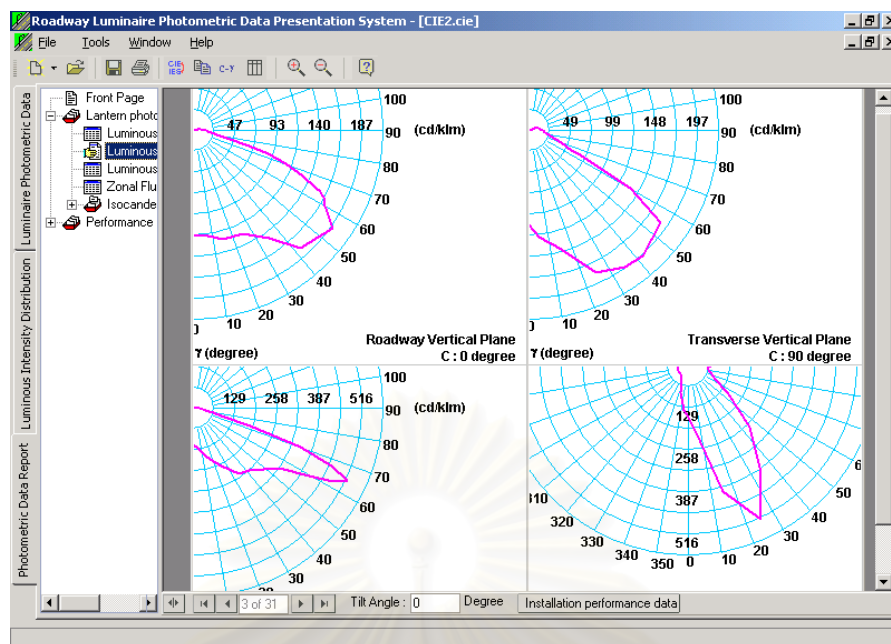 Roadway Luminaire Photometric Data Presentation System - [CIE2.cie]
File Tools Window Help
CIE IES C-γ
Luminaire Photometric Data
Luminous Intensity Distribution
Photometric Data Report
Front Page
Lantern photo
Luminous
Luminous
Luminous
Zonal Flu
Isocande
Performance
47 93 140 187
100
90 (cd/klm)
80
70
60
50
40
30
20
10
Roadway Vertical Plane
γ (degree)
C : 0 degree
49 99 148 197
100
90 (cd/klm)
80
70
60
50
40
30
20
10
Transverse Vertical Plane
γ (degree)
C : 90 degree
129 258 387 516
100
90 (cd/klm)
80
70
60
50
40
30
129
258
387
516
310
320
330
340
350
0
10
20
30
40
50
3 of 31 Tilt Angle : 0 Degree Installation performance data